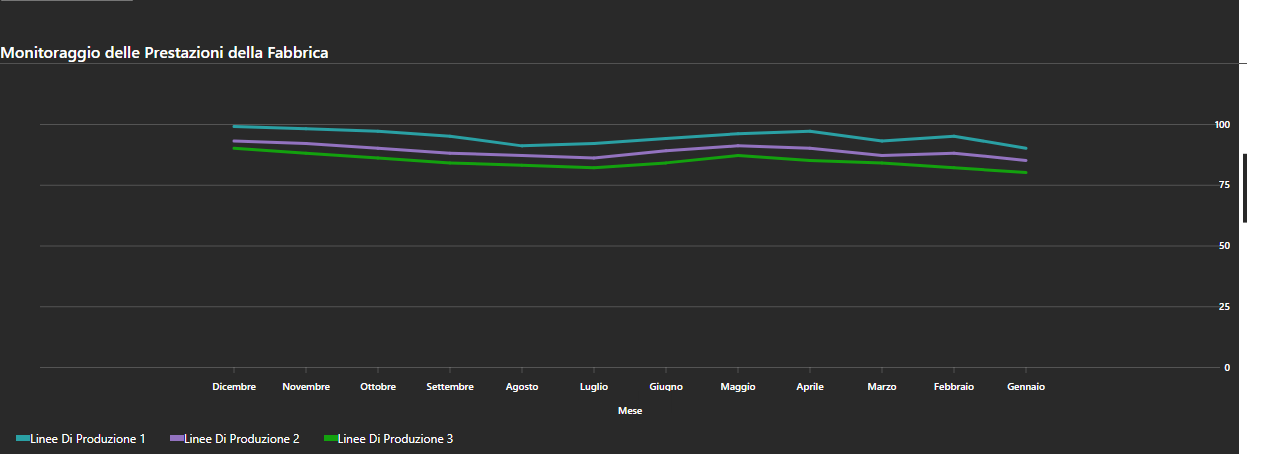 Monitoraggio delle Prestazioni della Fabbrica
100
75
50
25
0
Dicembre Novembre Ottobre Settembre Agosto Luglio Giugno Maggio Aprile Marzo Febbraio Gennaio
Mese
Linee Di Produzione 1 Linee Di Produzione 2 Linee Di Produzione 3